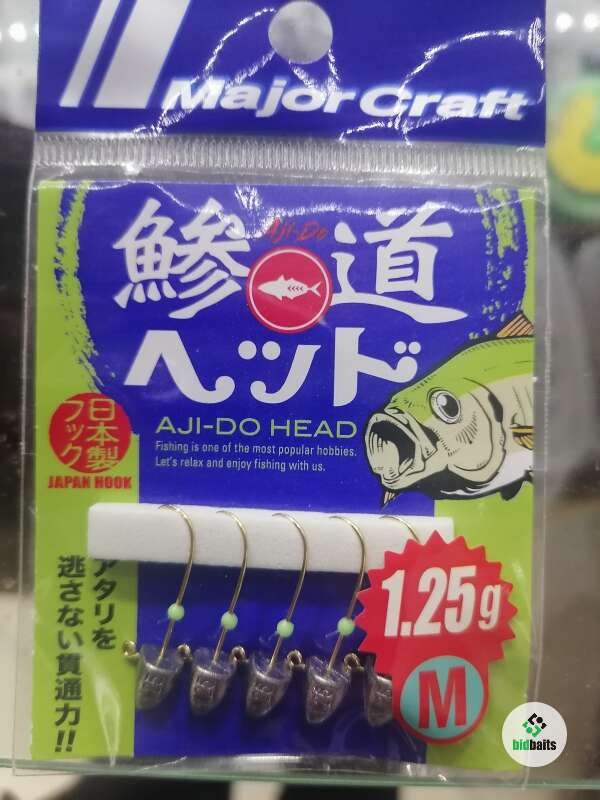 Major Craft
鯵道
Aji-Do
ヘッド
AJI-DO HEAD
Fishing is one of the most popular hobbies.
Let's relax and enjoy fishing with us.
日本製
フック
JAPAN HOOK
アタリを
逃さない貫通力!!
1.25g
M
bidbaits